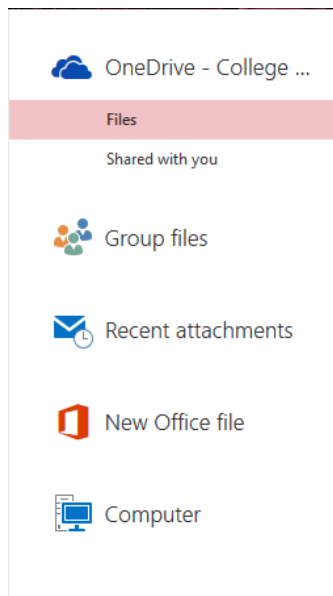 OneDrive - College ...
Files
Shared with you
Group files
Recent attachments
New Office file
Computer